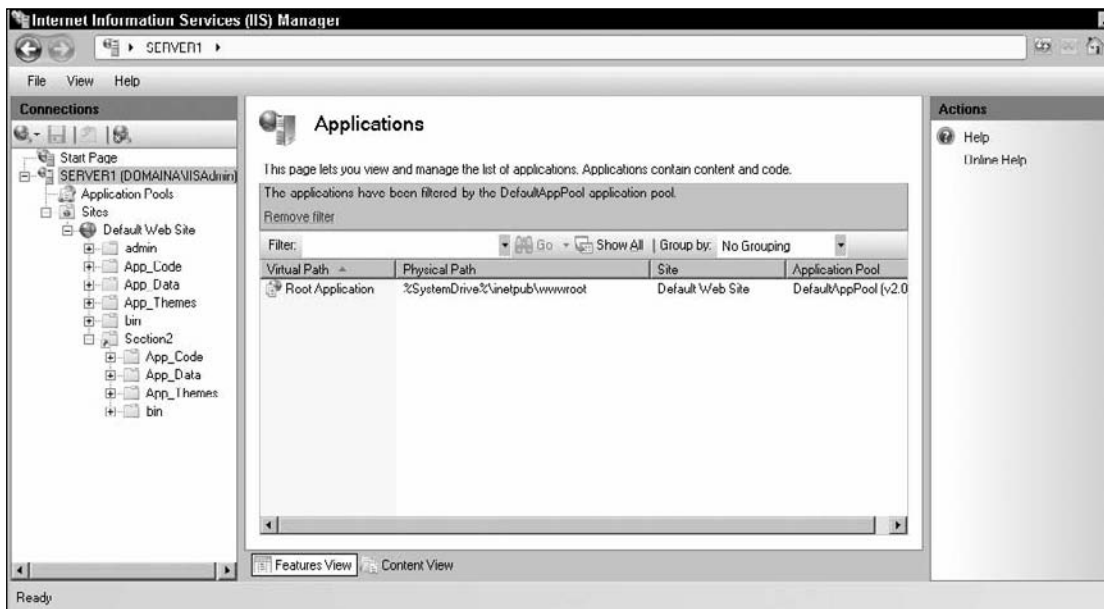 Internet Information Services (IIS) Manager
SERVER1
File View Help
Connections
Start Page
SERVER1 (DOMAINA\IISAdmin)
Application Pools
Sites
Default Web Site
admin
App_Code
App_Data
App_Themes
bin
Section2
App_Code
App_Data
App_Themes
bin
Applications
This page lets you view and manage the list of applications. Applications contain content and code.
The applications have been filtered by the DefaultAppPool application pool.
Remove filter
Filter: Go Show All Group by: No Grouping
Virtual Path Physical Path Site Application Pool
Root Application %SystemDrive%\inetpub\wwwroot Default Web Site DefaultAppPool (v2.0
Features View Content View
Actions
Help
Online Help
Ready